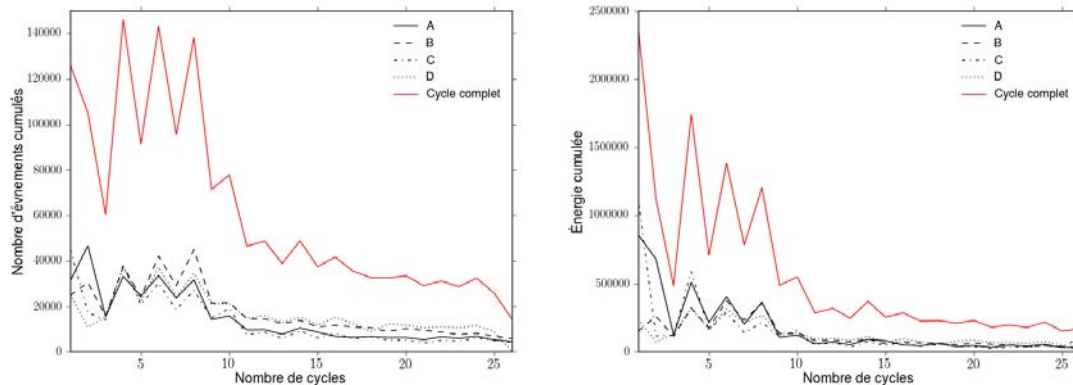 140000
120000
100000
80000
60000
40000
20000
0
Nombre d'évnements cumulés
5
10
15
20
25
Nombre de cycles
A
B
C
D
Cycle complet
2500000
2000000
1500000
1000000
500000
0
Énergie cumulée
5
10
15
20
25
Nombre de cycles
A
B
C
D
Cycle complet